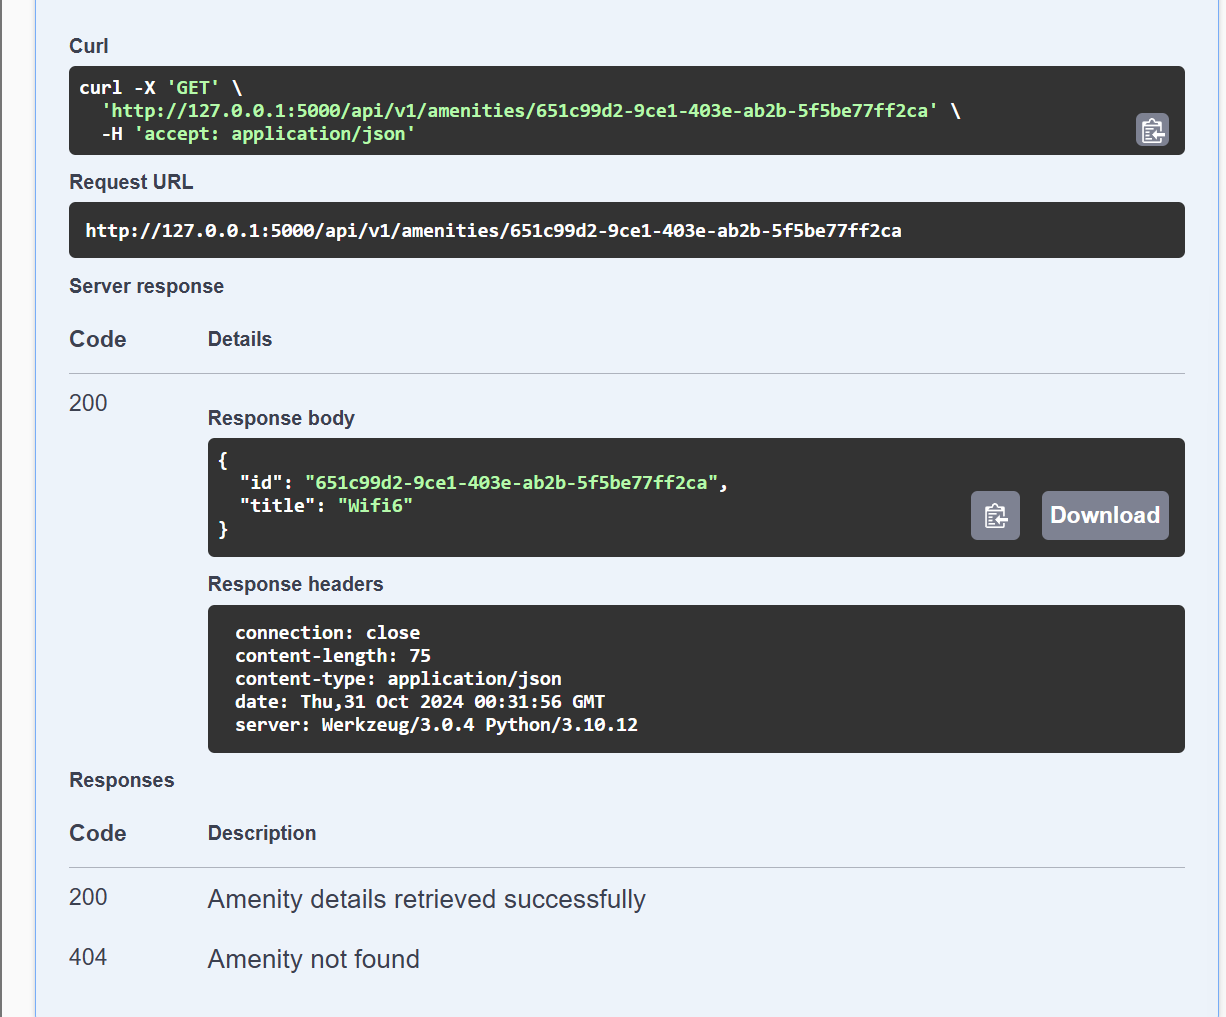 Curl
curl -X 'GET' \
  'http://127.0.0.1:5000/api/v1/amenities/651c99d2-9ce1-403e-ab2b-5f5be77ff2ca' \
  -H 'accept: application/json'
Request URL
http://127.0.0.1:5000/api/v1/amenities/651c99d2-9ce1-403e-ab2b-5f5be77ff2ca
Server response
Code Details
200
Response body
{
  "id": "651c99d2-9ce1-403e-ab2b-5f5be77ff2ca",
  "title": "Wifi6"
}
Download
Response headers
connection: close
content-length: 75
content-type: application/json
date: Thu,31 Oct 2024 00:31:56 GMT
server: Werkzeug/3.0.4 Python/3.10.12
Responses
Code Description
200 Amenity details retrieved successfully
404 Amenity not found